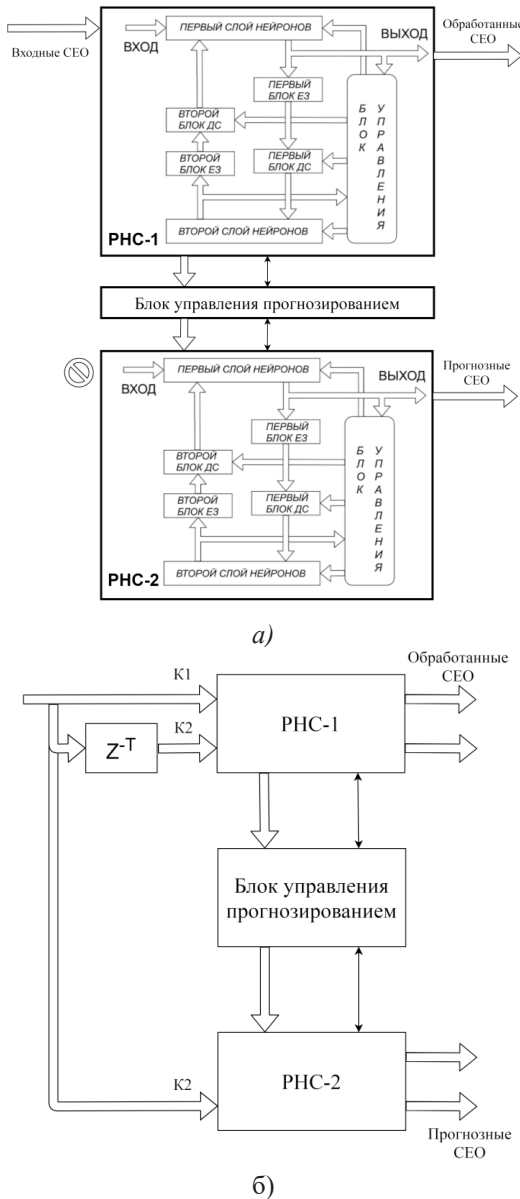 Обработанные
СЕО
Входные СЕО
ВХОД
ПЕРВЫЙ СЛОЙ НЕЙРОНОВ
ВЫХОД
ПЕРВЫЙ
БЛОК ЕЗ
ВТОРОЙ
БЛОК ДС
ВТОРОЙ
БЛОК ЕЗ
ПЕРВЫЙ
БЛОК ДС
БЛОК
УПРАВЛЕНИЯ
ВТОРОЙ СЛОЙ НЕЙРОНОВ
РНС-1
Блок управления прогнозированием
Прогнозные
СЕО
ВХОД
ПЕРВЫЙ СЛОЙ НЕЙРОНОВ
ВЫХОД
ПЕРВЫЙ
БЛОК ЕЗ
ВТОРОЙ
БЛОК ДС
ВТОРОЙ
БЛОК ЕЗ
ПЕРВЫЙ
БЛОК ДС
БЛОК
УПРАВЛЕНИЯ
ВТОРОЙ СЛОЙ НЕЙРОНОВ
РНС-2
а)
Обработанные
СЕО
К1
РНС-1
К2
Z-T
Блок управления
прогнозированием
К2
РНС-2
Прогнозные
СЕО
б)